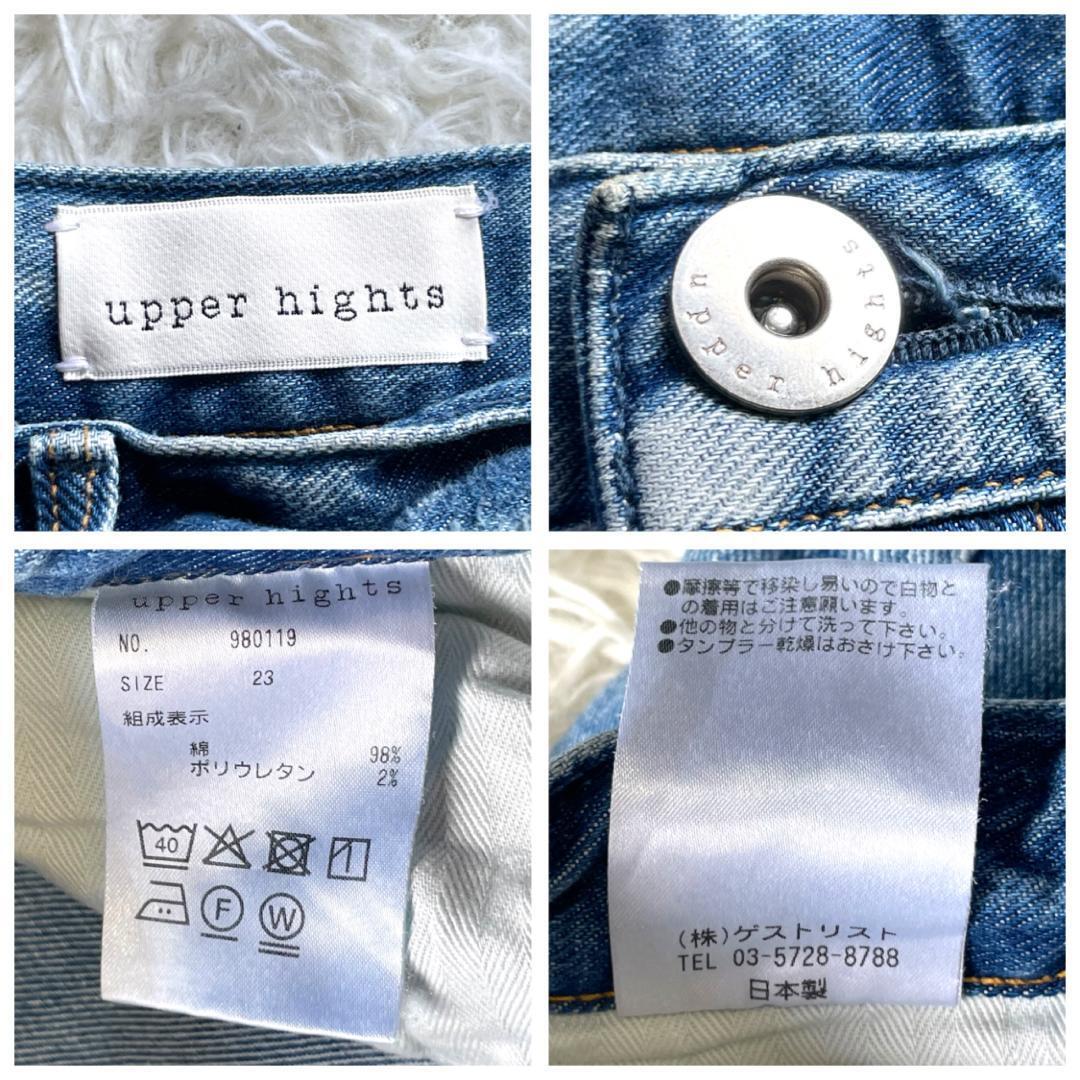 upper hights
upper hights
upper hights
NO. 980119
SIZE 23
組成表示
綿 98%
ポリウレタン 2%
40
F W
●摩擦等で移染し易いので白物と
の着用はご注意願います。
●他の物と分けて洗って下さい。
●タンブラー乾燥はおさけ下さい。
(株)ゲストリスト
TEL 03-5728-8788
日本製